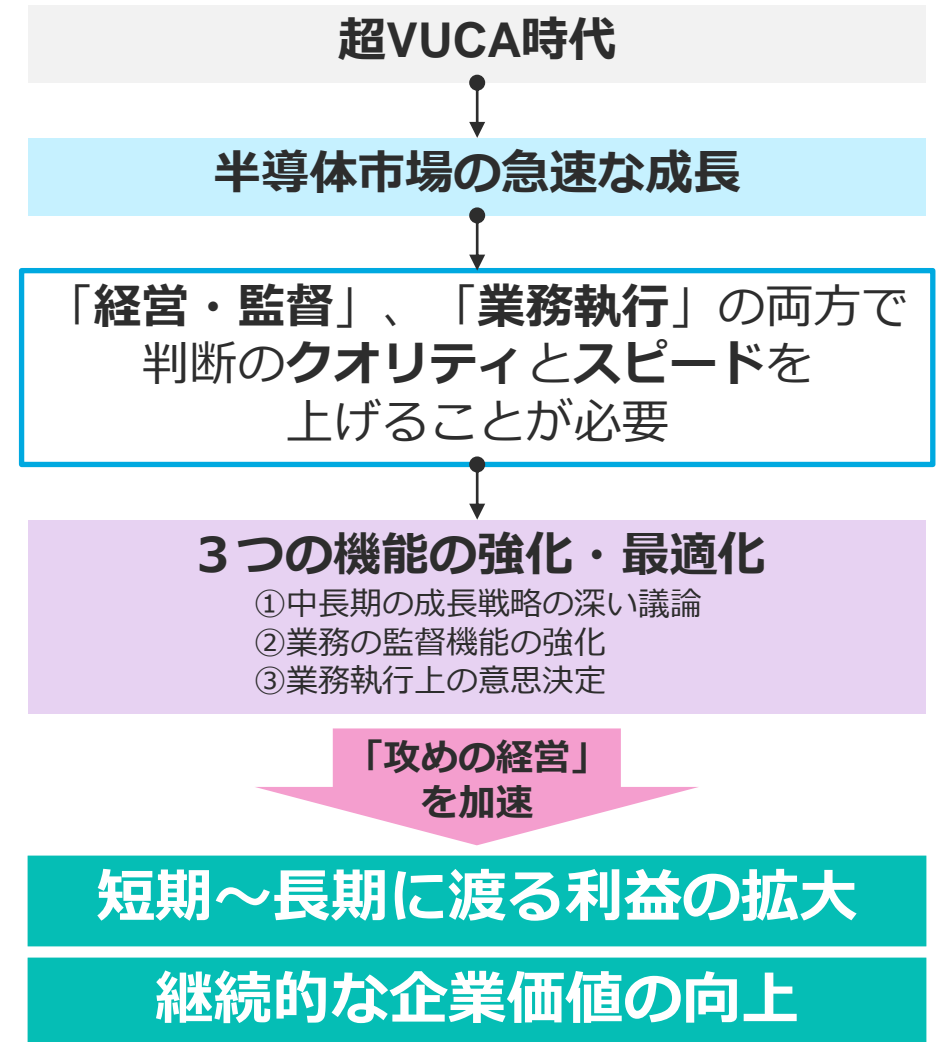 超VUCA時代
半導体市場の急速な成長
「経営・監督」、「業務執行」の両方で
判断のクオリティとスピードを
上げることが必要
３つの機能の強化・最適化
①中長期の成長戦略の深い議論
②業務の監督機能の強化
③業務執行上の意思決定
「攻めの経営」
を加速
短期～長期に渡る利益の拡大
継続的な企業価値の向上